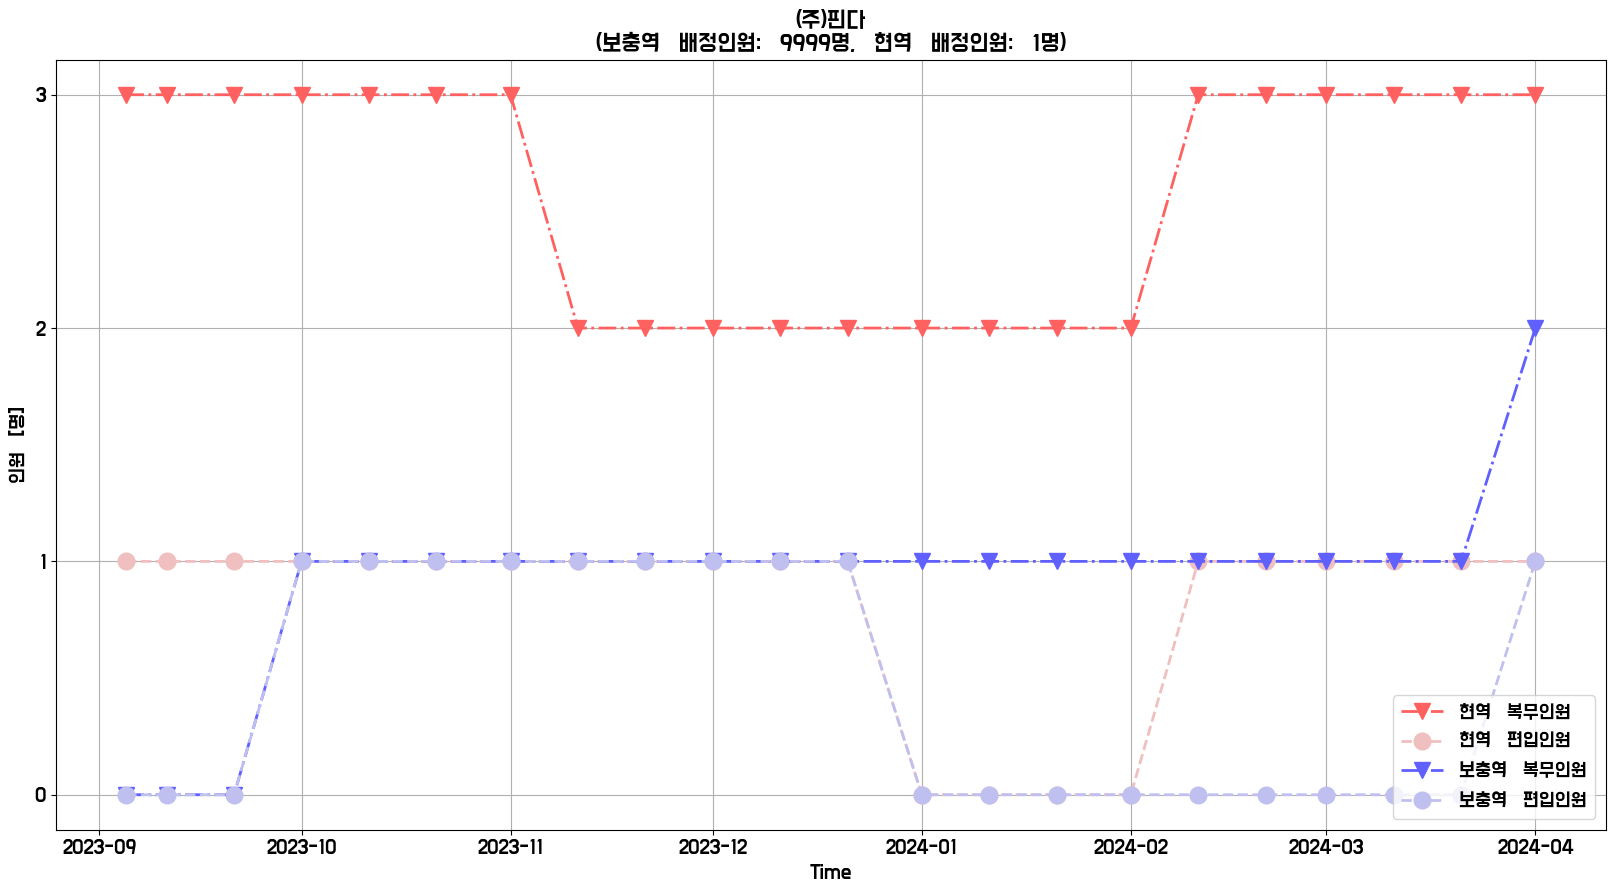 (주)핀다
(보충역 배정인원: 9999명, 현역 배정인원: 1명)
인원 [명]
3
2
1
0
2023-09 2023-10 2023-11 2023-12 2024-01 2024-02 2024-03 2024-04
Time
현역 복무인원
현역 편입인원
보충역 복무인원
보충역 편입인원